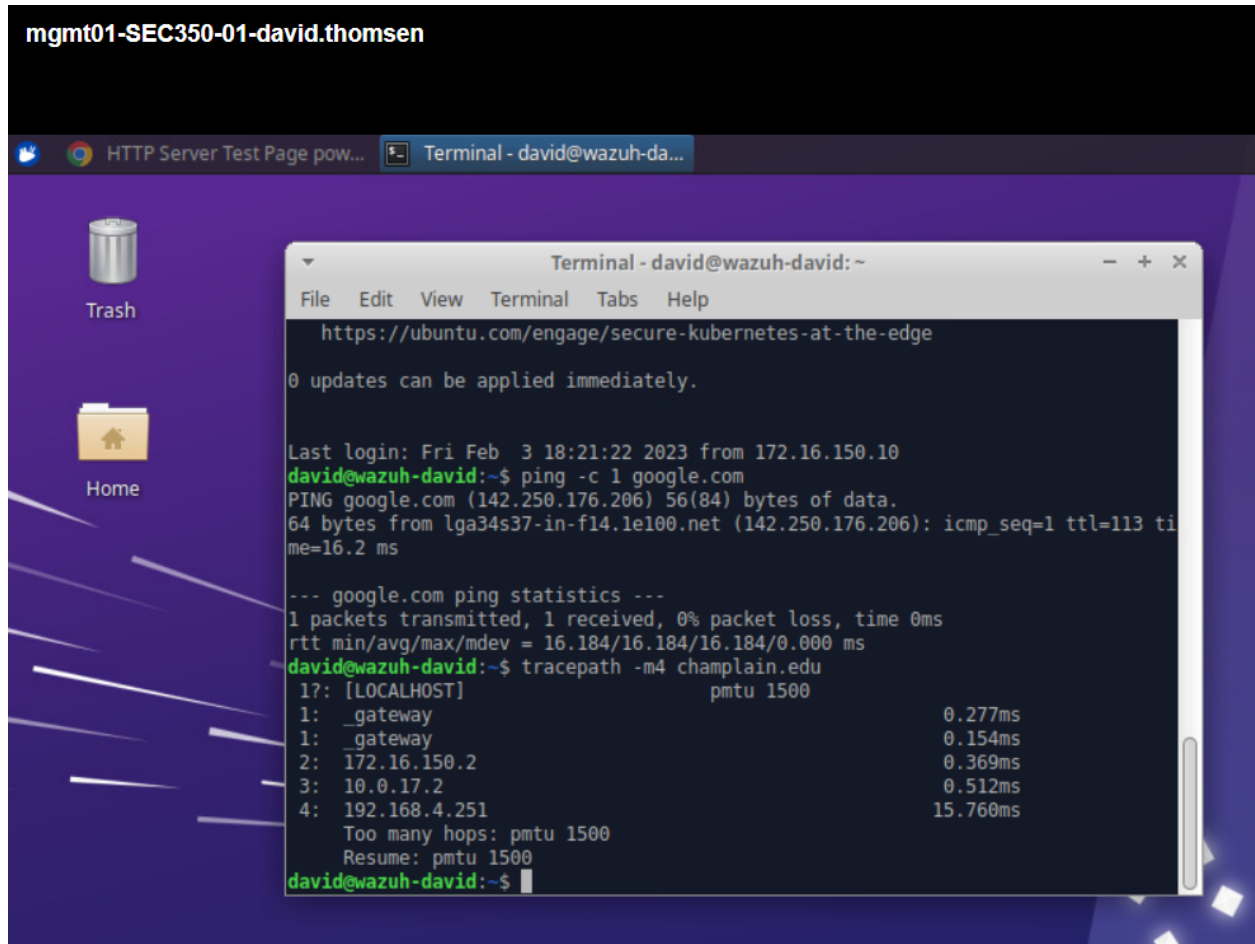 mgmt01-SEC350-01-david.thomsen
HTTP Server Test Page pow... Terminal - david@wazuh-da...
Trash
Home
Terminal - david@wazuh-david: ~
File Edit View Terminal Tabs Help
https://ubuntu.com/engage/secure-kubernetes-at-the-edge
0 updates can be applied immediately.
Last login: Fri Feb  3 18:21:22 2023 from 172.16.150.10
david@wazuh-david:~$ ping -c 1 google.com
PING google.com (142.250.176.206) 56(84) bytes of data.
64 bytes from lga34s37-in-f14.1e100.net (142.250.176.206): icmp_seq=1 ttl=113 ti
me=16.2 ms
--- google.com ping statistics ---
1 packets transmitted, 1 received, 0% packet loss, time 0ms
rtt min/avg/max/mdev = 16.184/16.184/16.184/0.000 ms
david@wazuh-david:~$ tracepath -m4 champlain.edu
1?: [LOCALHOST] pmtu 1500
1: _gateway 0.277ms
1: _gateway 0.154ms
2: 172.16.150.2 0.369ms
3: 10.0.17.2 0.512ms
4: 192.168.4.251 15.760ms
Too many hops: pmtu 1500
Resume: pmtu 1500
david@wazuh-david:~$